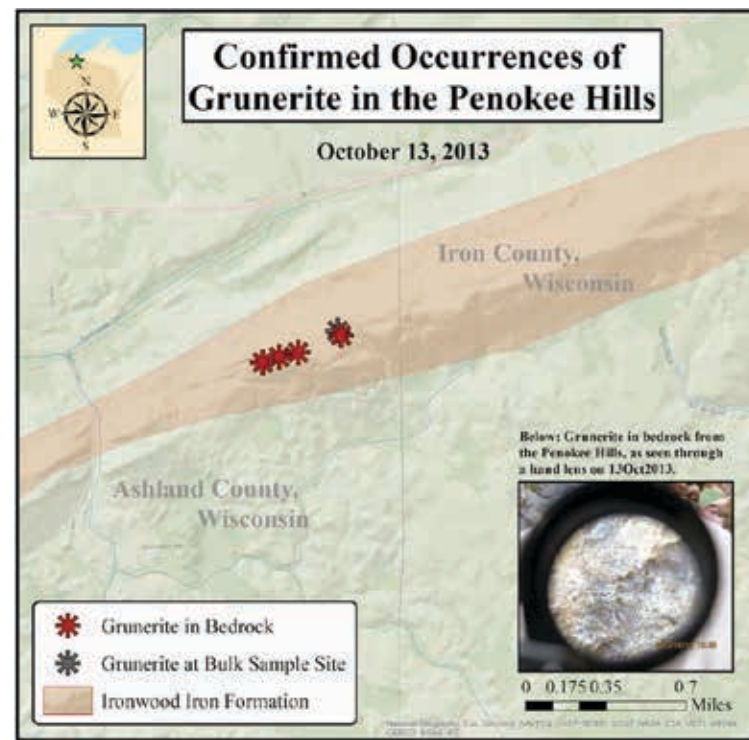 Confirmed Occurrences of
Grunerite in the Penokee Hills
October 13, 2013
N
W E
S
Iron County,
Wisconsin
Ashland County,
Wisconsin
Below: Grunerite in bedrock from
the Penokee Hills, as seen through
a hand lens on 13Oct2013.
Grunerite in Bedrock
Grunerite at Bulk Sample Site
Ironwood Iron Formation
0 0.175 0.35 0.7
Miles